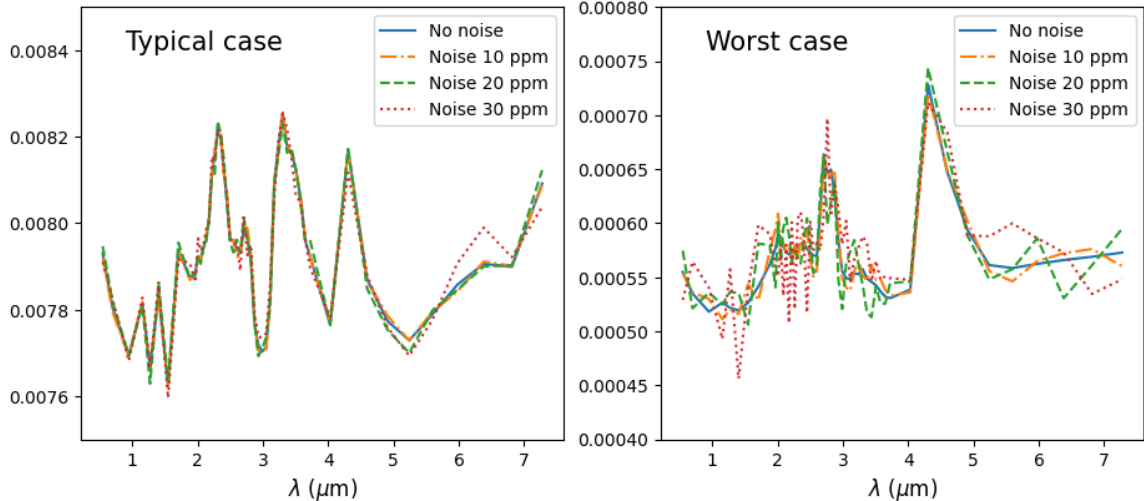 Typical case
No noise
Noise 10 ppm
Noise 20 ppm
Noise 30 ppm
0.0084
0.0082
0.0080
0.0078
0.0076
1 2 3 4 5 6 7
λ (μm)
Worst case
No noise
Noise 10 ppm
Noise 20 ppm
Noise 30 ppm
0.00080
0.00075
0.00070
0.00065
0.00060
0.00055
0.00050
0.00045
0.00040
1 2 3 4 5 6 7
λ (μm)